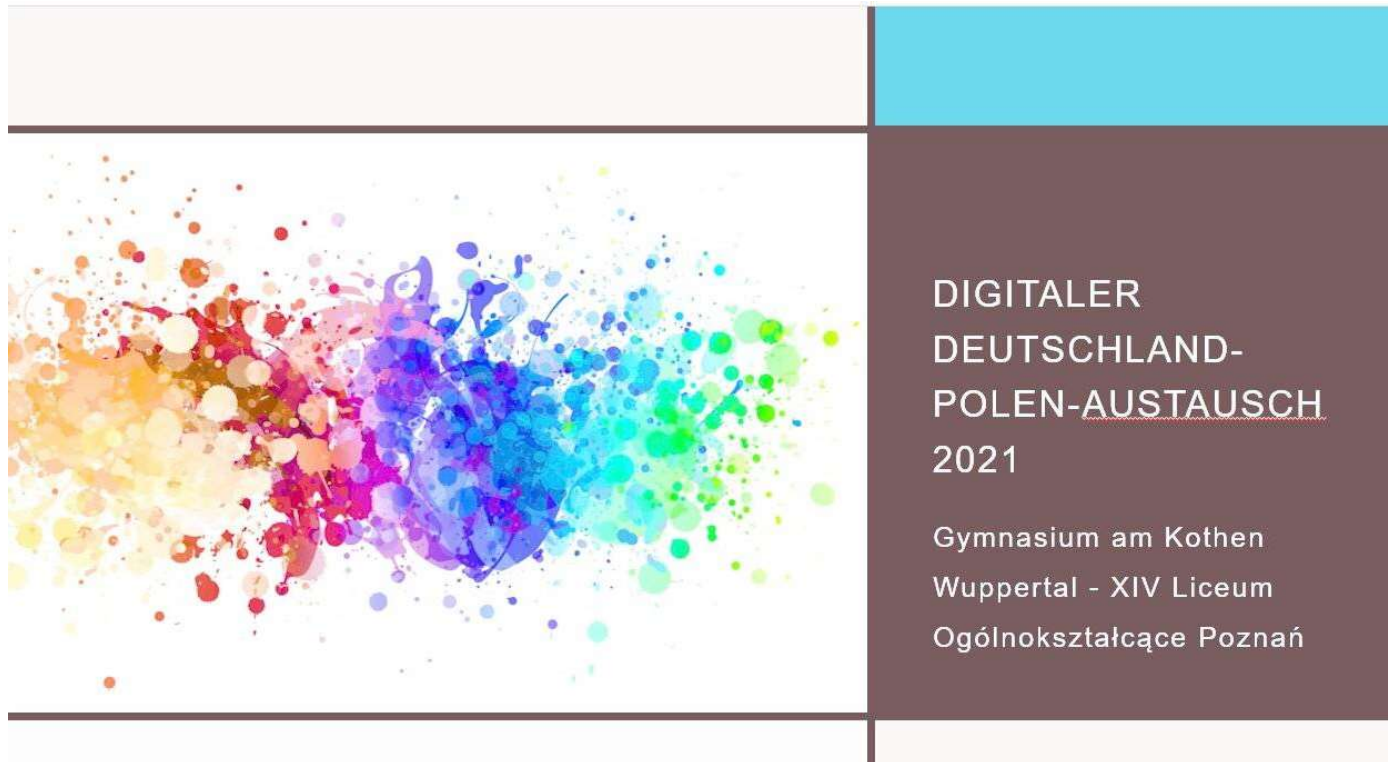 DIGITALER
DEUTSCHLAND-
POLEN-AUSTAUSCH
2021
Gymnasium am Kothen
Wuppertal - XIV Liceum
Ogólnokształcące Poznań